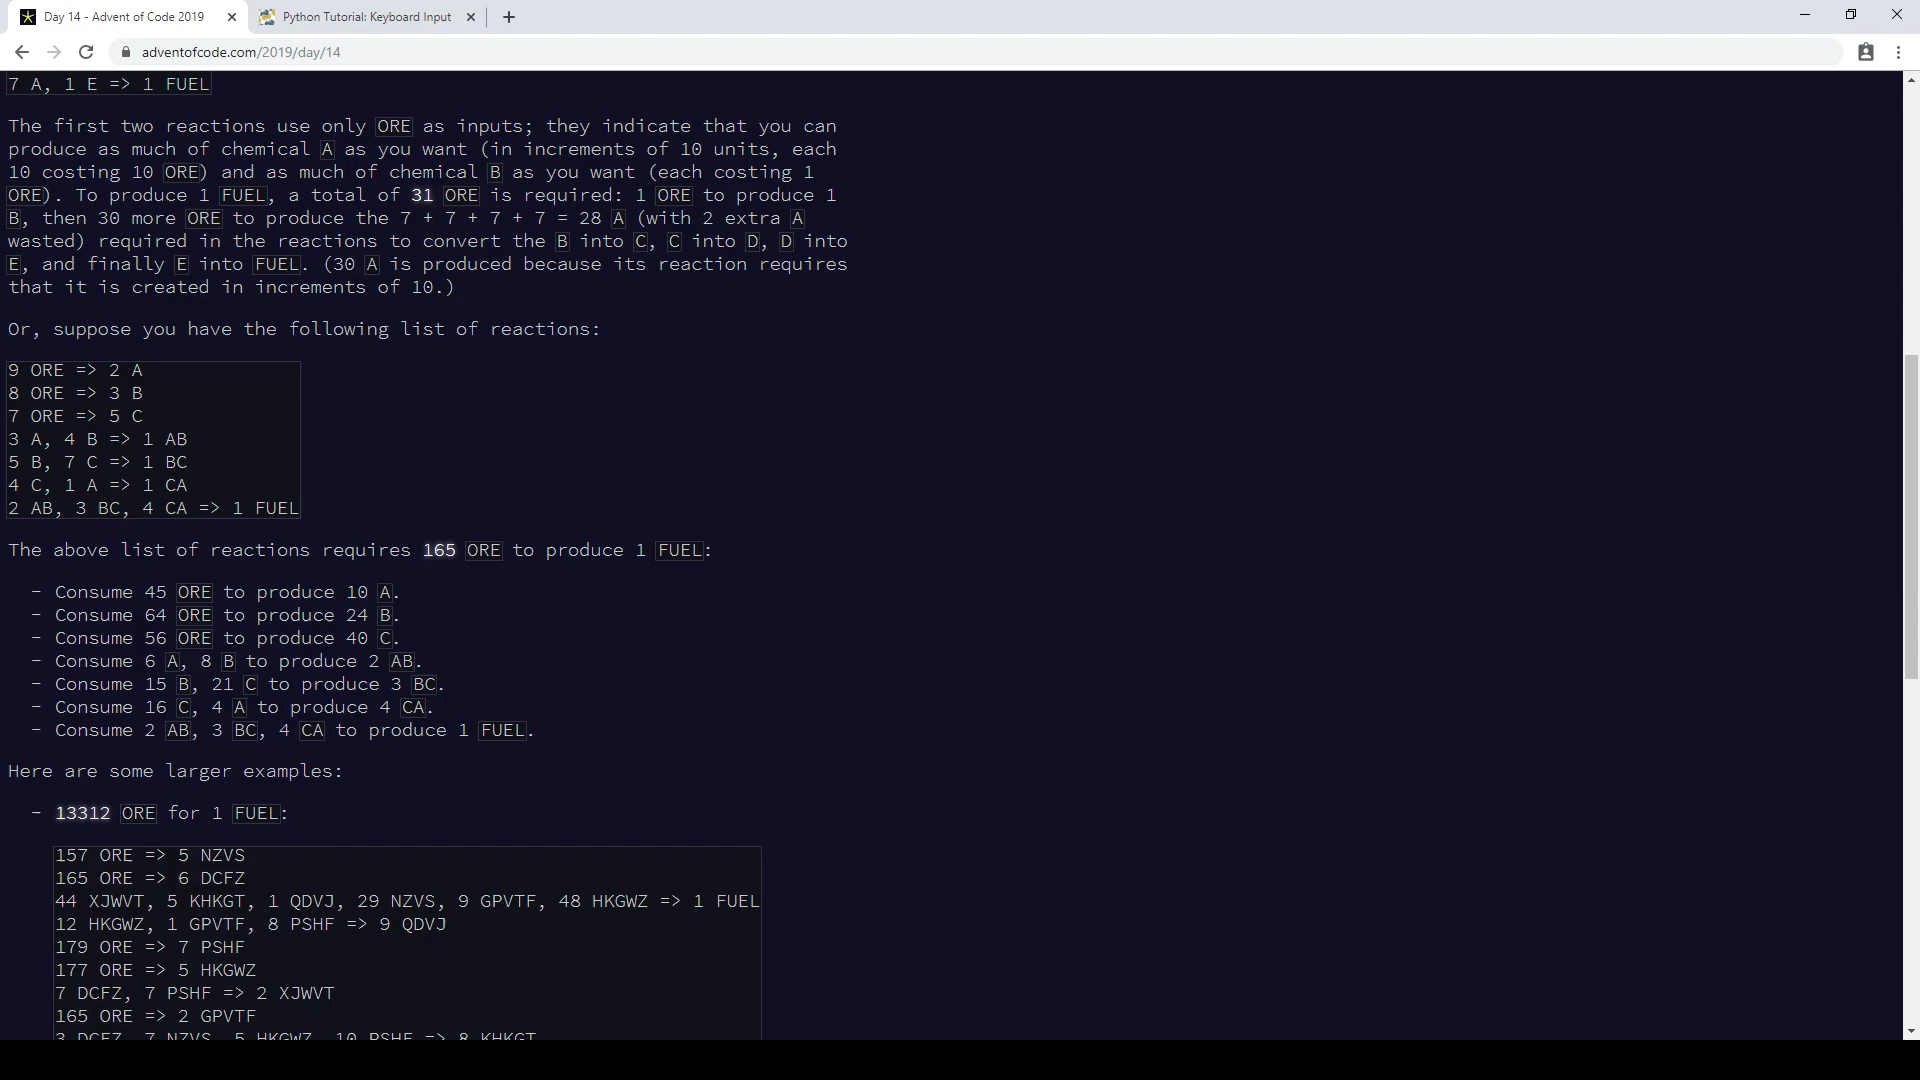 Day 14 - Advent of Code 2019
Python Tutorial: Keyboard Input
adventofcode.com/2019/day/14
7 A, 1 E => 1 FUEL
The first two reactions use only ORE as inputs; they indicate that you can
produce as much of chemical A as you want (in increments of 10 units, each
10 costing 10 ORE) and as much of chemical B as you want (each costing 1
ORE). To produce 1 FUEL, a total of 31 ORE is required: 1 ORE to produce 1
B, then 30 more ORE to produce the 7 + 7 + 7 + 7 = 28 A (with 2 extra A
wasted) required in the reactions to convert the B into C, C into D, D into
E, and finally E into FUEL. (30 A is produced because its reaction requires
that it is created in increments of 10.)
Or, suppose you have the following list of reactions:
9 ORE => 2 A
8 ORE => 3 B
7 ORE => 5 C
3 A, 4 B => 1 AB
5 B, 7 C => 1 BC
4 C, 1 A => 1 CA
2 AB, 3 BC, 4 CA => 1 FUEL
The above list of reactions requires 165 ORE to produce 1 FUEL:
- Consume 45 ORE to produce 10 A.
- Consume 64 ORE to produce 24 B.
- Consume 56 ORE to produce 40 C.
- Consume 6 A, 8 B to produce 2 AB.
- Consume 15 B, 21 C to produce 3 BC.
- Consume 16 C, 4 A to produce 4 CA.
- Consume 2 AB, 3 BC, 4 CA to produce 1 FUEL.
Here are some larger examples:
- 13312 ORE for 1 FUEL:
157 ORE => 5 NZVS
165 ORE => 6 DCFZ
44 XJWVT, 5 KHKGT, 1 QDVJ, 29 NZVS, 9 GPVTF, 48 HKGWZ => 1 FUEL
12 HKGWZ, 1 GPVTF, 8 PSHF => 9 QDVJ
179 ORE => 7 PSHF
177 ORE => 5 HKGWZ
7 DCFZ, 7 PSHF => 2 XJWVT
165 ORE => 2 GPVTF
3 DCFZ, 7 NZVS, 5 HKGWZ, 10 PSHF => 8 KHKGT